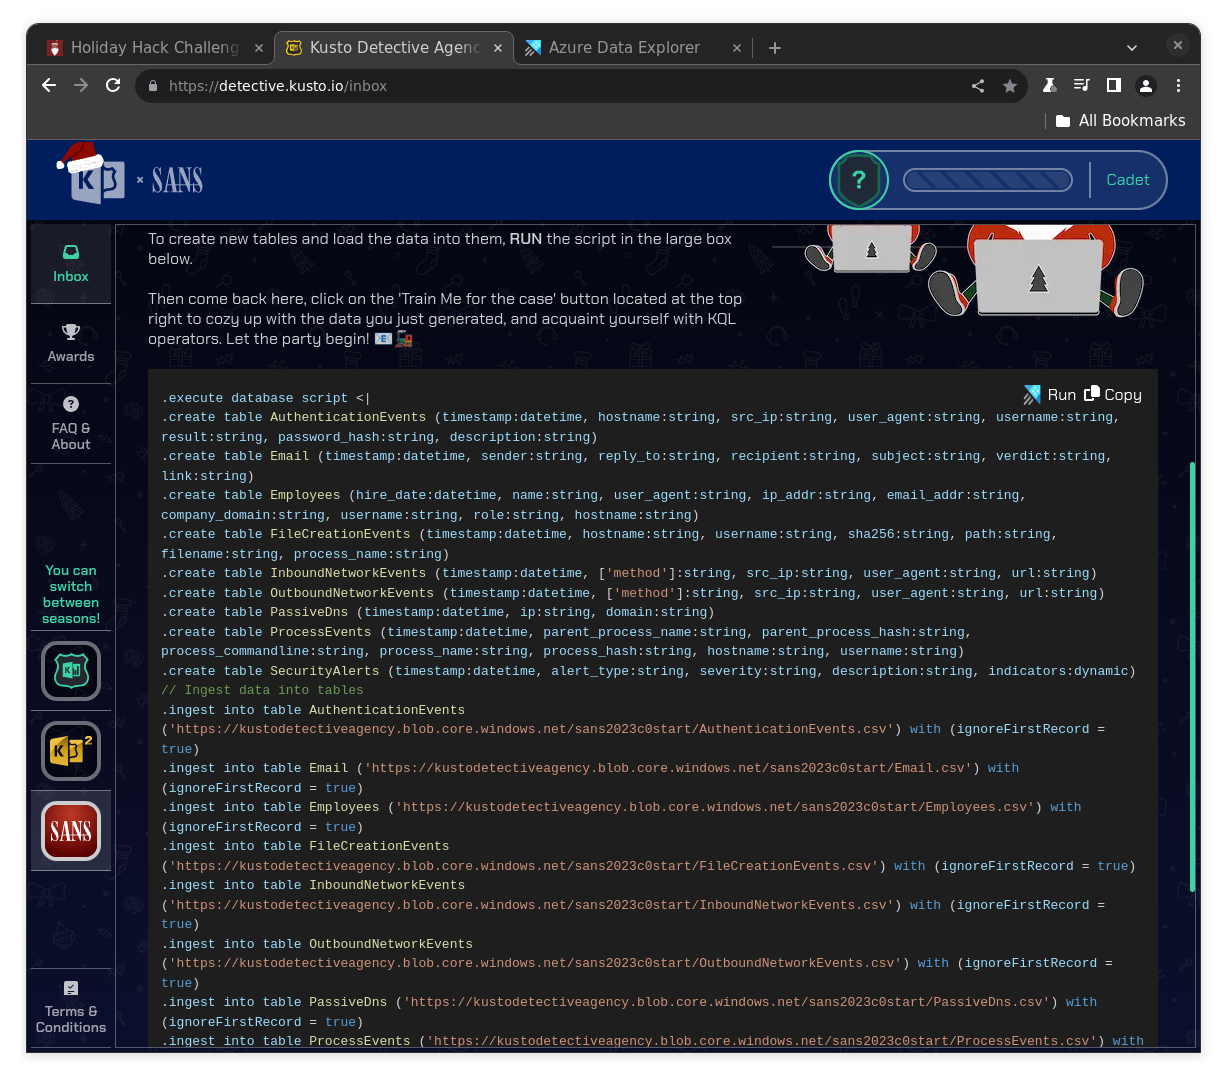 Holiday Hack Challeng
Kusto Detective Agenc
Azure Data Explorer
https://detective.kusto.io/inbox
All Bookmarks
K
× SANS
?
Cadet
Inbox
Awards
FAQ &
About
You can
switch
between
seasons!
K
K 2
SANS
Terms &
Conditions
To create new tables and load the data into them, RUN the script in the large box
below.
Then come back here, click on the 'Train Me for the case' button located at the top
right to cozy up with the data you just generated, and acquaint yourself with KQL
operators. Let the party begin! 📧🚂
Run Copy
.execute database script <|
.create table AuthenticationEvents (timestamp:datetime, hostname:string, src_ip:string, user_agent:string, username:string,
result:string, password_hash:string, description:string)
.create table Email (timestamp:datetime, sender:string, reply_to:string, recipient:string, subject:string, verdict:string,
link:string)
.create table Employees (hire_date:datetime, name:string, user_agent:string, ip_addr:string, email_addr:string,
company_domain:string, username:string, role:string, hostname:string)
.create table FileCreationEvents (timestamp:datetime, hostname:string, username:string, sha256:string, path:string,
filename:string, process_name:string)
.create table InboundNetworkEvents (timestamp:datetime, ['method']:string, src_ip:string, user_agent:string, url:string)
.create table OutboundNetworkEvents (timestamp:datetime, ['method']:string, src_ip:string, user_agent:string, url:string)
.create table PassiveDns (timestamp:datetime, ip:string, domain:string)
.create table ProcessEvents (timestamp:datetime, parent_process_name:string, parent_process_hash:string,
process_commandline:string, process_name:string, process_hash:string, hostname:string, username:string)
.create table SecurityAlerts (timestamp:datetime, alert_type:string, severity:string, description:string, indicators:dynamic)
// Ingest data into tables
.ingest into table AuthenticationEvents
('https://kustodetectiveagency.blob.core.windows.net/sans2023c0start/AuthenticationEvents.csv') with (ignoreFirstRecord =
true)
.ingest into table Email ('https://kustodetectiveagency.blob.core.windows.net/sans2023c0start/Email.csv') with
(ignoreFirstRecord = true)
.ingest into table Employees ('https://kustodetectiveagency.blob.core.windows.net/sans2023c0start/Employees.csv') with
(ignoreFirstRecord = true)
.ingest into table FileCreationEvents
('https://kustodetectiveagency.blob.core.windows.net/sans2023c0start/FileCreationEvents.csv') with (ignoreFirstRecord = true)
.ingest into table InboundNetworkEvents
('https://kustodetectiveagency.blob.core.windows.net/sans2023c0start/InboundNetworkEvents.csv') with (ignoreFirstRecord =
true)
.ingest into table OutboundNetworkEvents
('https://kustodetectiveagency.blob.core.windows.net/sans2023c0start/OutboundNetworkEvents.csv') with (ignoreFirstRecord =
true)
.ingest into table PassiveDns ('https://kustodetectiveagency.blob.core.windows.net/sans2023c0start/PassiveDns.csv') with
(ignoreFirstRecord = true)
.ingest into table ProcessEvents ('https://kustodetectiveagency.blob.core.windows.net/sans2023c0start/ProcessEvents.csv') with